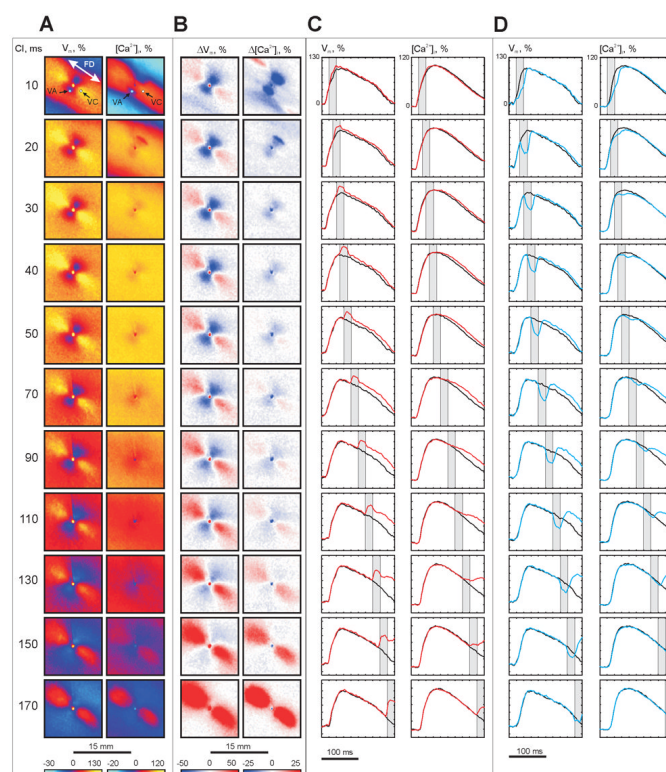 A B C D
CI, ms Vm, % [Ca2+]i, % ΔVm, % Δ[Ca2+]i, % Vm, % [Ca2+]i, % Vm, % [Ca2+]i, %
10 FD VA VC VA VC 130 0 120 0 130 0 120 0
20
30
40
50
70
90
110
130
150
170
15 mm 15 mm 100 ms 100 ms
-30 0 130 -20 0 120 -50 0 50 -25 0 25